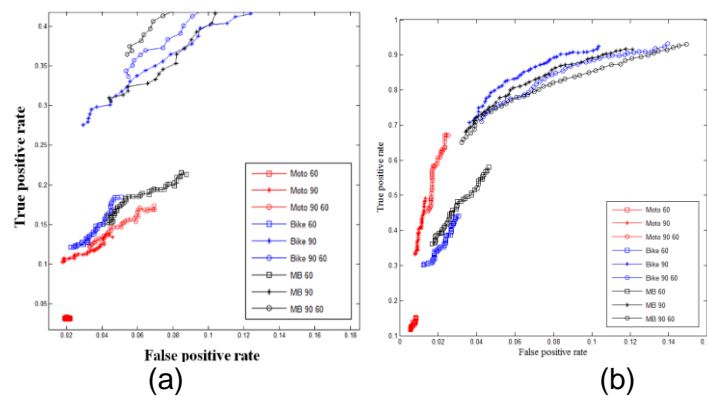 True positive rate
0.4
0.35
0.3
0.25
0.2
0.15
0.1
0.05
0.02 0.04 0.06 0.08 0.1 0.12 0.14 0.16 0.18
False positive rate
Moto 60
Moto 90
Moto 90 60
Bike 60
Bike 90
Bike 90 60
MB 60
MB 90
MB 90 60
(a)
True positive rate
1
0.9
0.8
0.7
0.6
0.5
0.4
0.3
0.2
0.1
0 0.02 0.04 0.06 0.08 0.1 0.12 0.14 0.16
False positive rate
Moto 60
Moto 90
Moto 90 60
Bike 60
Bike 90
Bike 90 60
MB 60
MB 90
MB 90 60
(b)